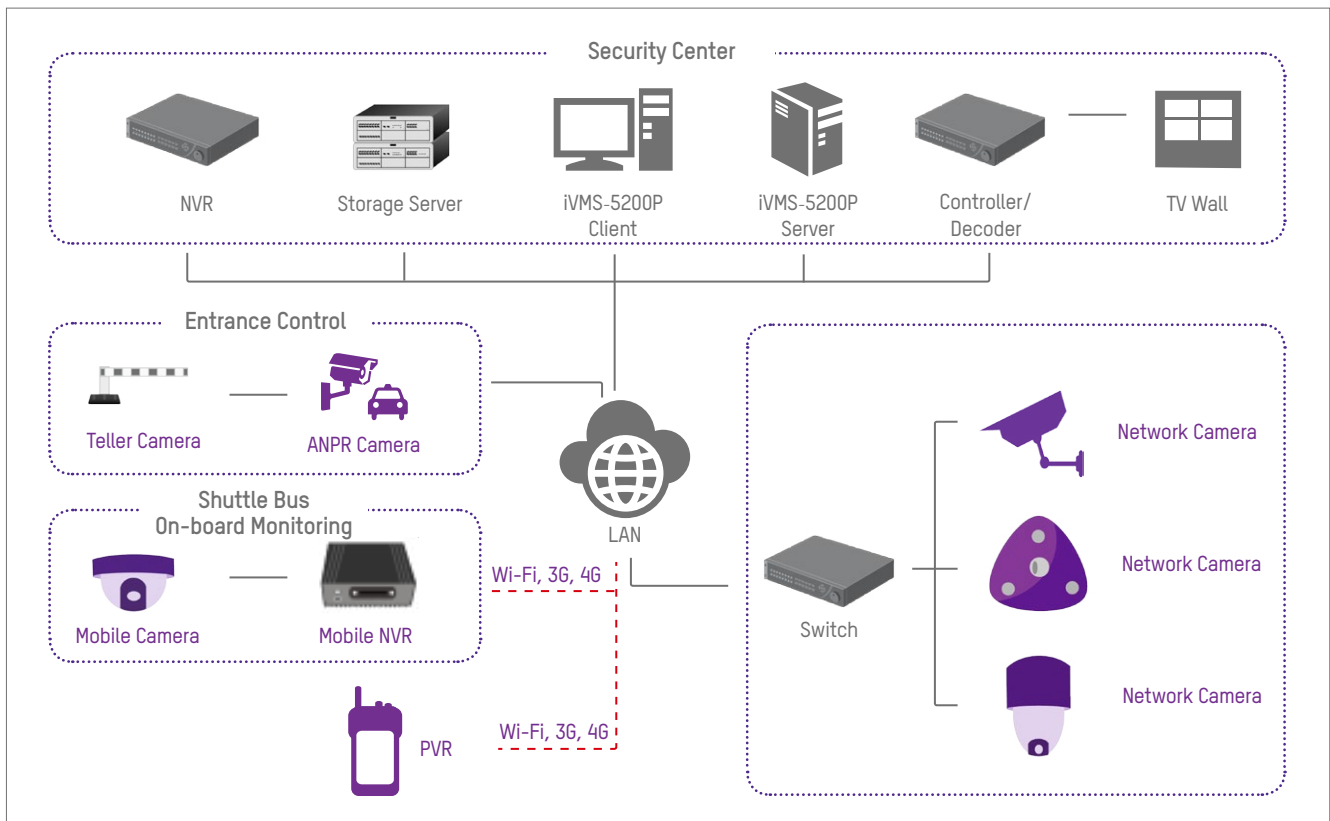 Security Center
NVR
Storage Server
iVMS-5200P
Client
iVMS-5200P
Server
Controller/
Decoder
TV Wall
Entrance Control
Teller Camera
ANPR Camera
Shuttle Bus
On-board Monitoring
Mobile Camera
Mobile NVR
Wi-Fi, 3G, 4G
PVR
Wi-Fi, 3G, 4G
LAN
Switch
Network Camera
Network Camera
Network Camera